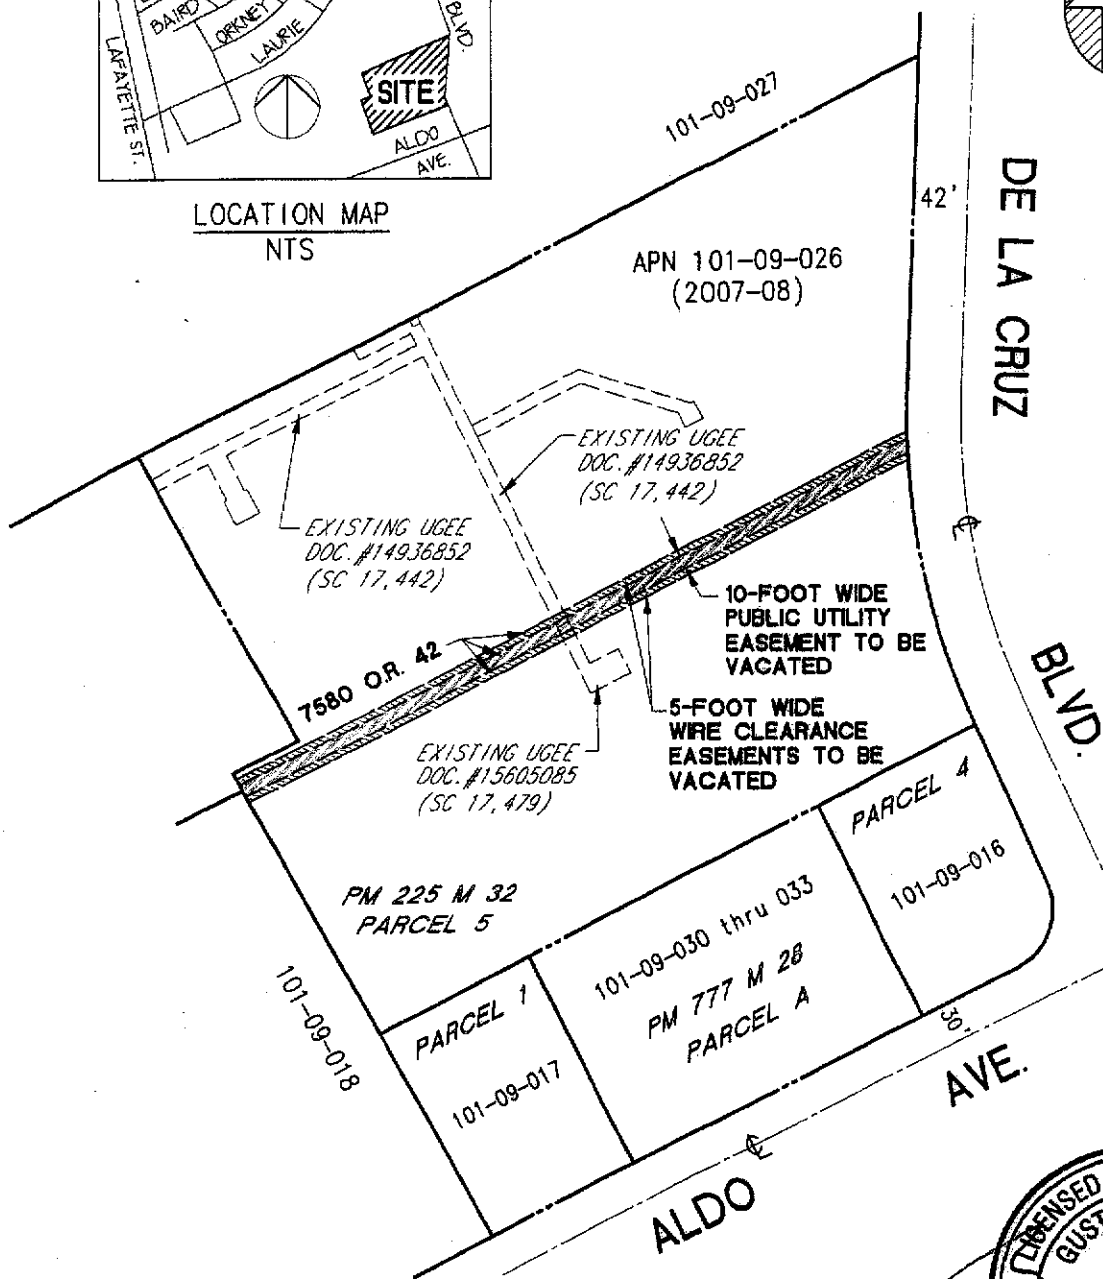 BAIRD
ORKNEY
LAURIE
BLVD.
LAFAYETTE ST.
SITE
ALDO
AVE.
LOCATION MAP
NTS
101-09-027
42'
DE LA CRUZ
APN 101-09-026
(2007-08)
EXISTING UGEE
DOC. #14936852
(SC 17,442)
EXISTING UGEE
DOC. #14936852
(SC 17,442)
10-FOOT WIDE
PUBLIC UTILITY
EASEMENT TO BE
VACATED
7580 O.R. 42
BLVD.
5-FOOT WIDE
WIRE CLEARANCE
EASEMENTS TO BE
VACATED
EXISTING UGEE
DOC. #15605085
(SC 17,479)
PARCEL 4
101-09-016
PM 225 M 32
PARCEL 5
101-09-030 thru 033
PM 777 M 28
PARCEL A
101-09-018
PARCEL 1
101-09-017
30'
ALDO AVE.
LICENSED
GUST